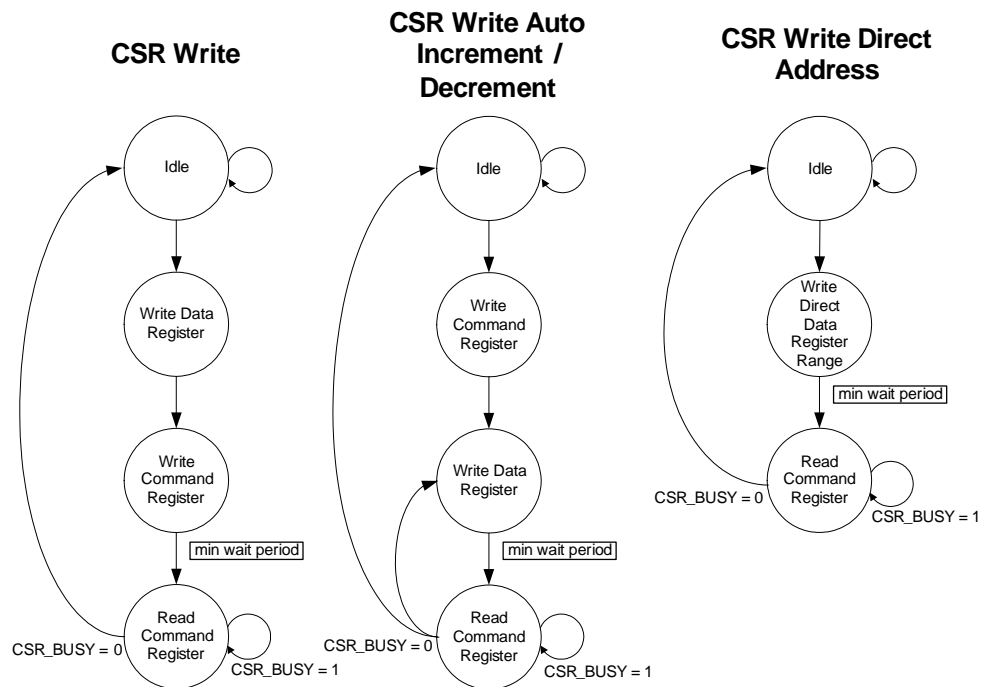 CSR Write
Idle
Write Data
Register
Write
Command
Register
min wait period
Read
Command
Register
CSR_BUSY = 0
CSR_BUSY = 1
CSR Write Auto
Increment /
Decrement
Idle
Write
Command
Register
Write Data
Register
min wait period
Read
Command
Register
CSR_BUSY = 0
CSR_BUSY = 1
CSR Write Direct
Address
Idle
Write
Direct
Data
Register
Range
min wait period
Read
Command
Register
CSR_BUSY = 0
CSR_BUSY = 1